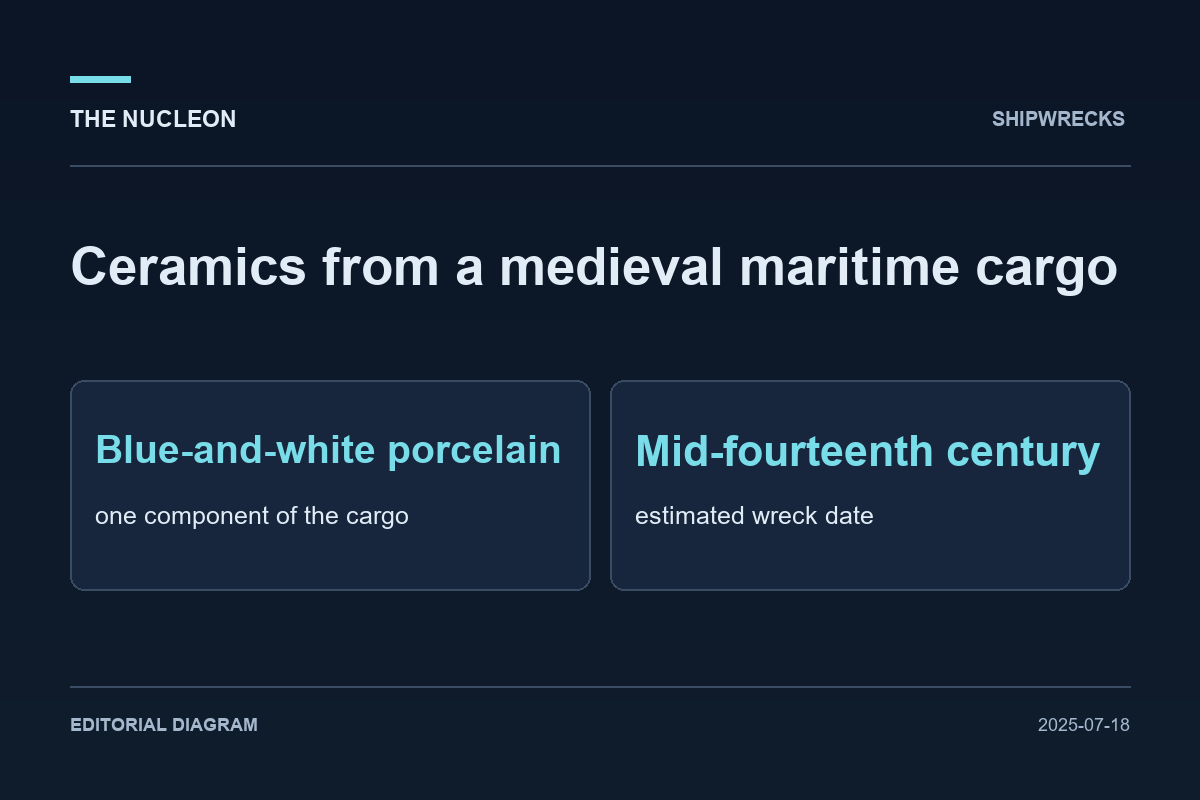 THE NUCLEON
SHIPWRECKS
Ceramics from a medieval maritime cargo
Blue-and-white porcelain
one component of the cargo
Mid-fourteenth century
estimated wreck date
EDITORIAL DIAGRAM
2025-07-18